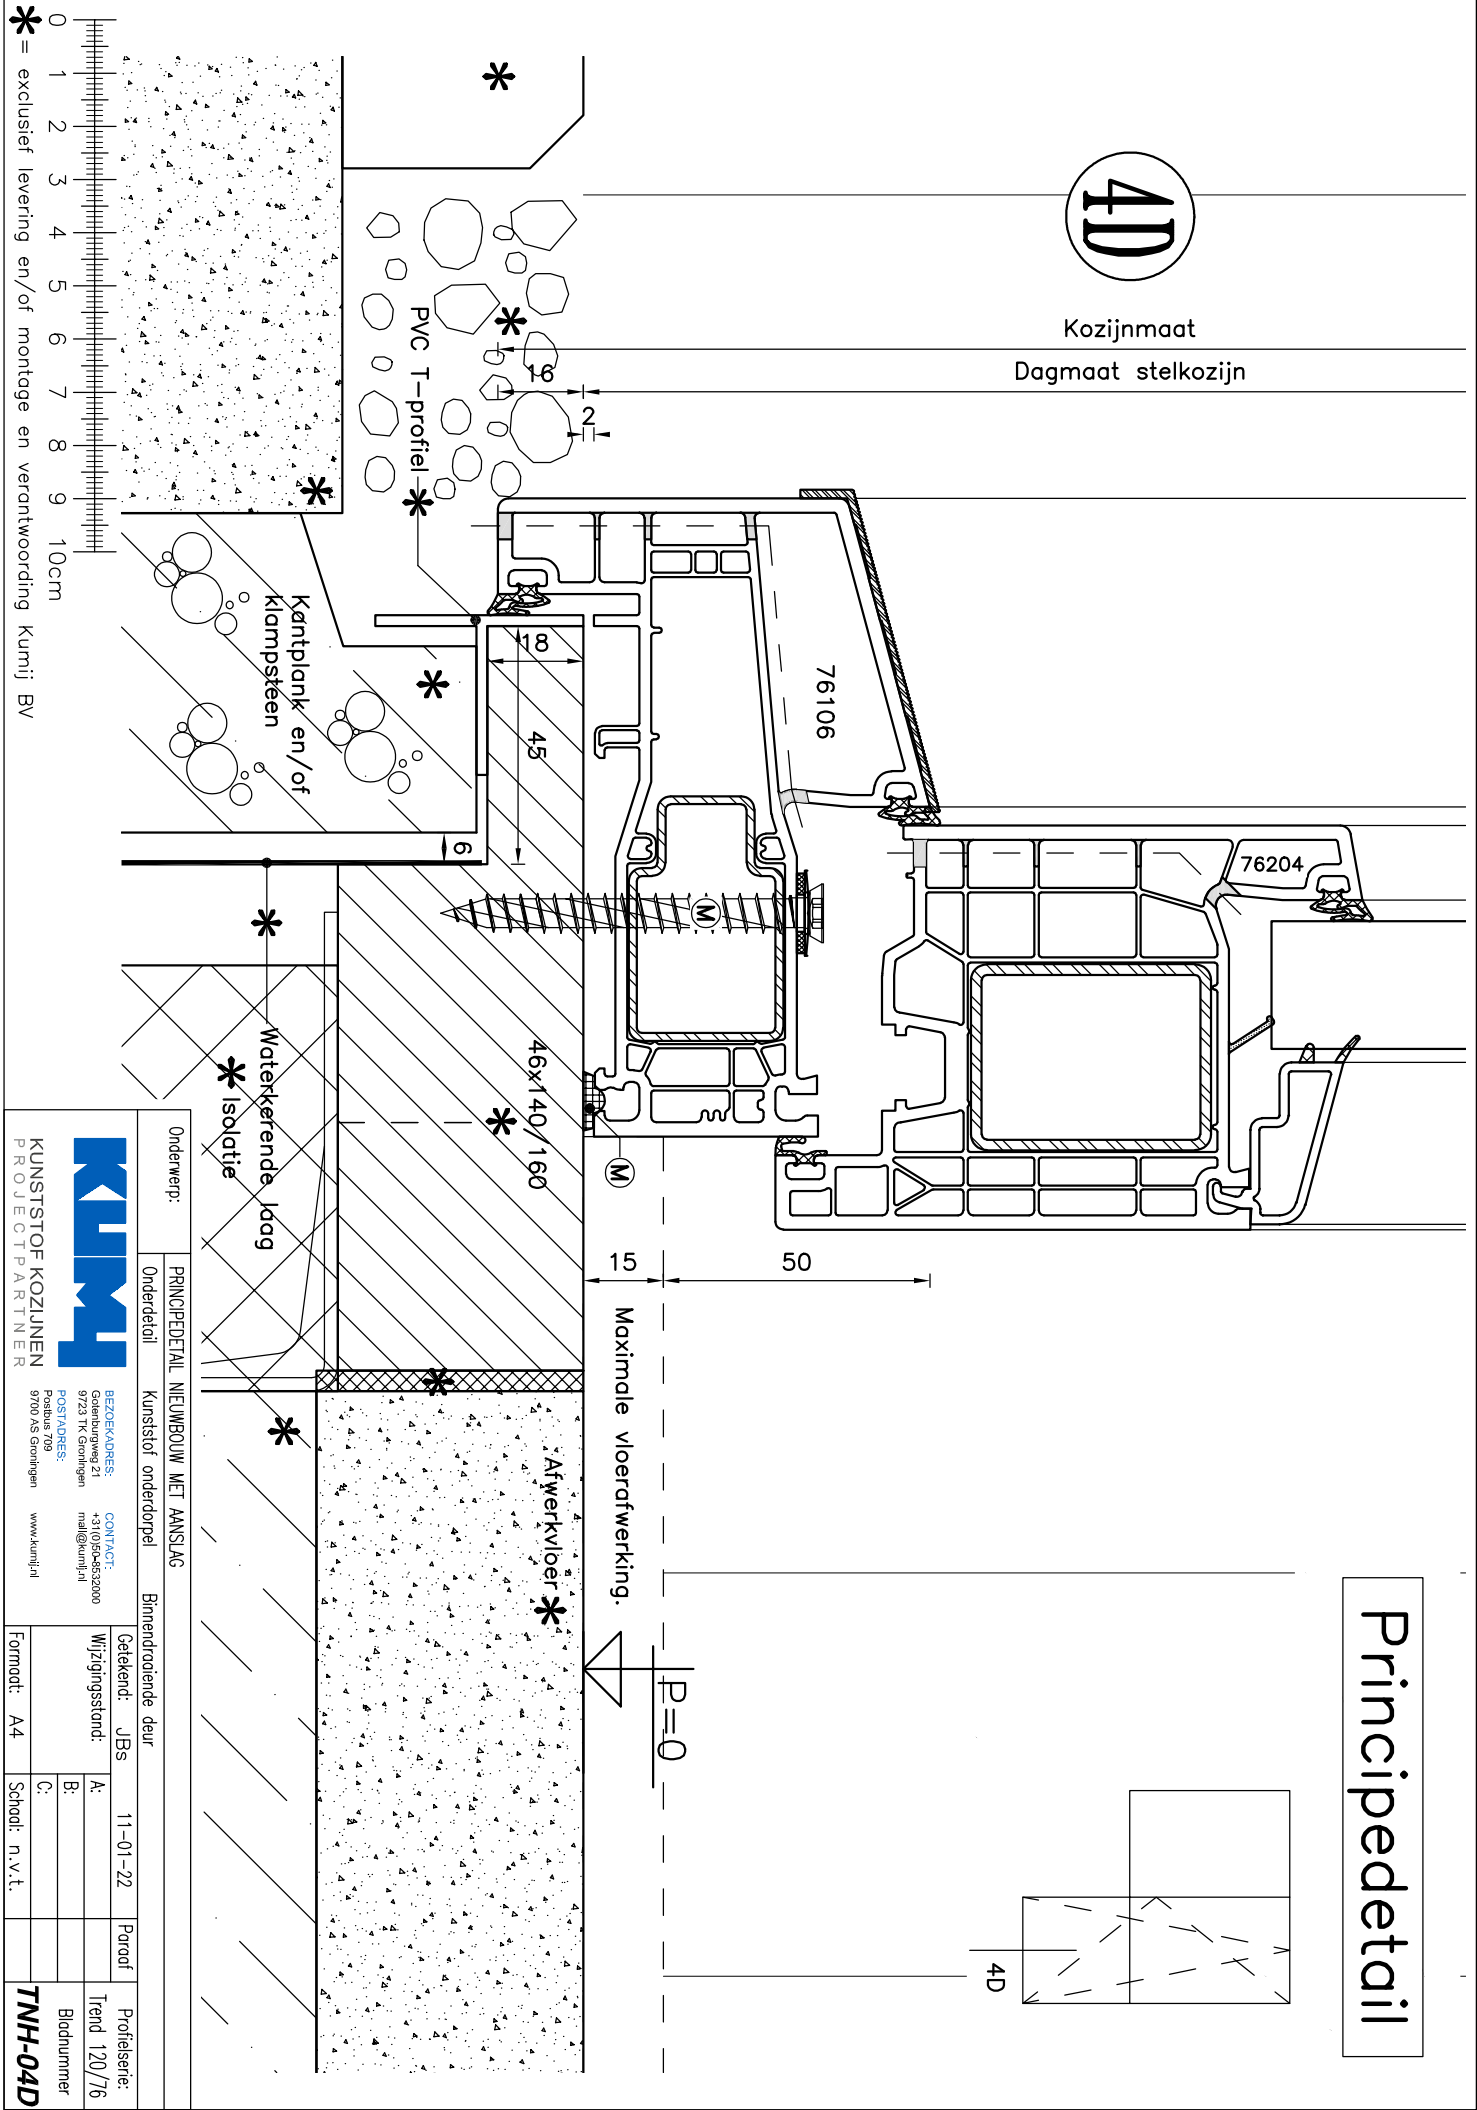 Principedetail
4D
Kozijnmaat
Dagmaat stelkozijn
16
2
76106
76204
PVC T-profiel
18
45
6
M
46x140/160
M
15
50
Maximale vloerafwerking.
P=0
Afwerkvloer
Kantplank en/of
klampsteen
Waterkerende laag
Isolatie
4D
0 1 2 3 4 5 6 7 8 9 10cm
= exclusief levering en/of montage en verantwoording Kumij BV
Onderwerp:
PRINCIPEDETAIL NIEUWBOUW MET AANSLAG
Onderdetail Kunststof onderdorpel Binnendraaiende deur
KUMIJ
KUNSTSTOF KOZIJNEN
PROJECTPARTNER
BEZOEKADRES:
Gotenburgweg 21
9723 TK Groningen
POSTADRES:
Postbus 709
9700 AS Groningen
CONTACT:
+31(0)50-8532000
mail@kumij.nl
www.kumij.nl
Getekend: JBs 11-01-22 Paraaf
Wijzigingsstand: A:
B:
C:
Formaat: A4 Schaal: n.v.t.
Profielserie:
Trend 120/76
Bladnummer
TNH-04D